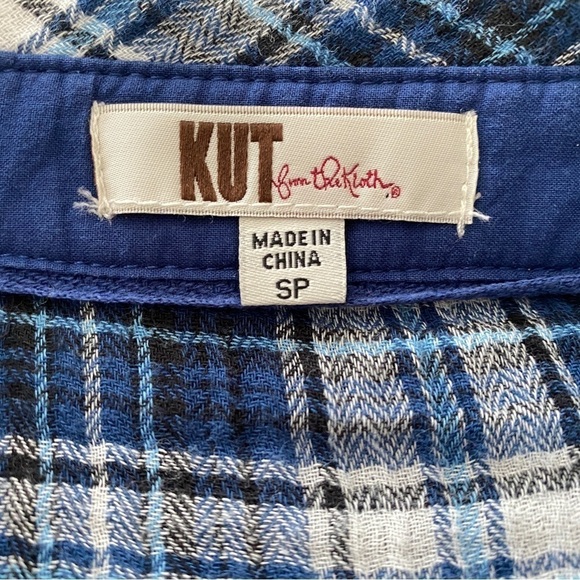 KUT from the Kloth®
MADE IN
CHINA
SP